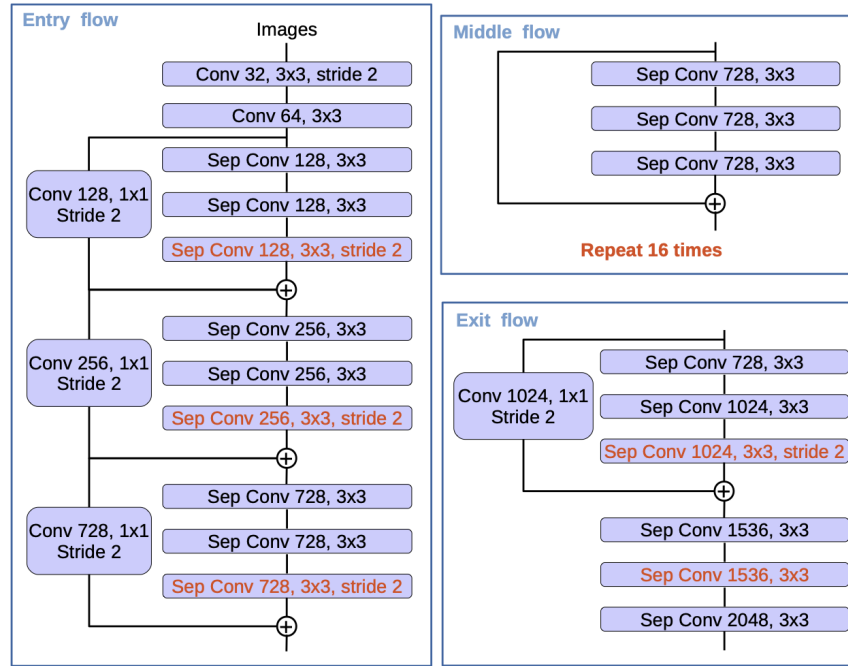 Entry flow
Images
Conv 32, 3x3, stride 2
Conv 64, 3x3
Sep Conv 128, 3x3
Conv 128, 1x1
Stride 2
Sep Conv 128, 3x3
Sep Conv 128, 3x3, stride 2
Sep Conv 256, 3x3
Conv 256, 1x1
Stride 2
Sep Conv 256, 3x3
Sep Conv 256, 3x3, stride 2
Sep Conv 728, 3x3
Conv 728, 1x1
Stride 2
Sep Conv 728, 3x3
Sep Conv 728, 3x3, stride 2
Middle flow
Sep Conv 728, 3x3
Sep Conv 728, 3x3
Sep Conv 728, 3x3
Repeat 16 times
Exit flow
Sep Conv 728, 3x3
Conv 1024, 1x1
Stride 2
Sep Conv 1024, 3x3
Sep Conv 1024, 3x3, stride 2
Sep Conv 1536, 3x3
Sep Conv 1536, 3x3
Sep Conv 2048, 3x3